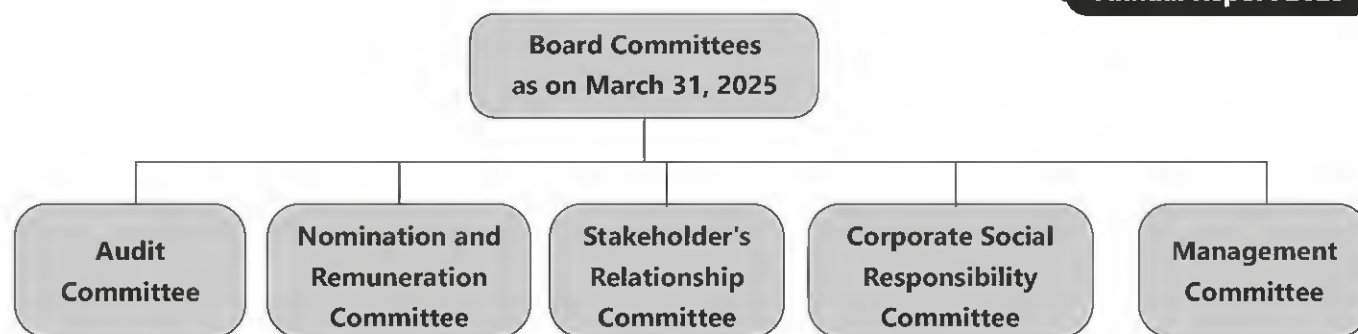 Board Committees
as on March 31, 2025
Audit
Committee
Nomination and
Remuneration
Committee
Stakeholder's
Relationship
Committee
Corporate Social
Responsibility
Committee
Management
Committee